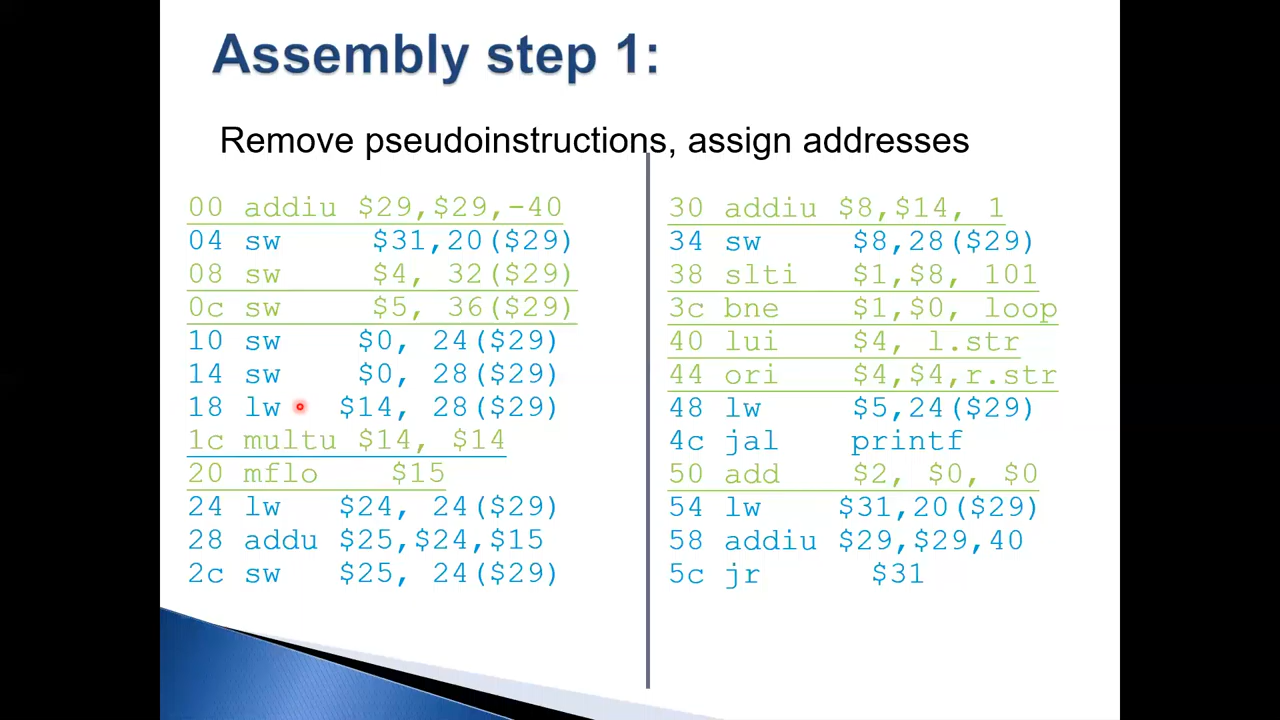 Assembly step 1:
Remove pseudoinstructions, assign addresses
00 addiu $29,$29,-40
04 sw $31,20($29)
08 sw $4, 32($29)
0c sw $5, 36($29)
10 sw $0, 24($29)
14 sw $0, 28($29)
18 lw $14, 28($29)
1c multu $14, $14
20 mflo $15
24 lw $24, 24($29)
28 addu $25,$24,$15
2c sw $25, 24($29)
30 addiu $8,$14, 1
34 sw $8,28($29)
38 slti $1,$8, 101
3c bne $1,$0, loop
40 lui $4, l.str
44 ori $4,$4,r.str
48 lw $5,24($29)
4c jal printf
50 add $2, $0, $0
54 lw $31,20($29)
58 addiu $29,$29,40
5c jr $31